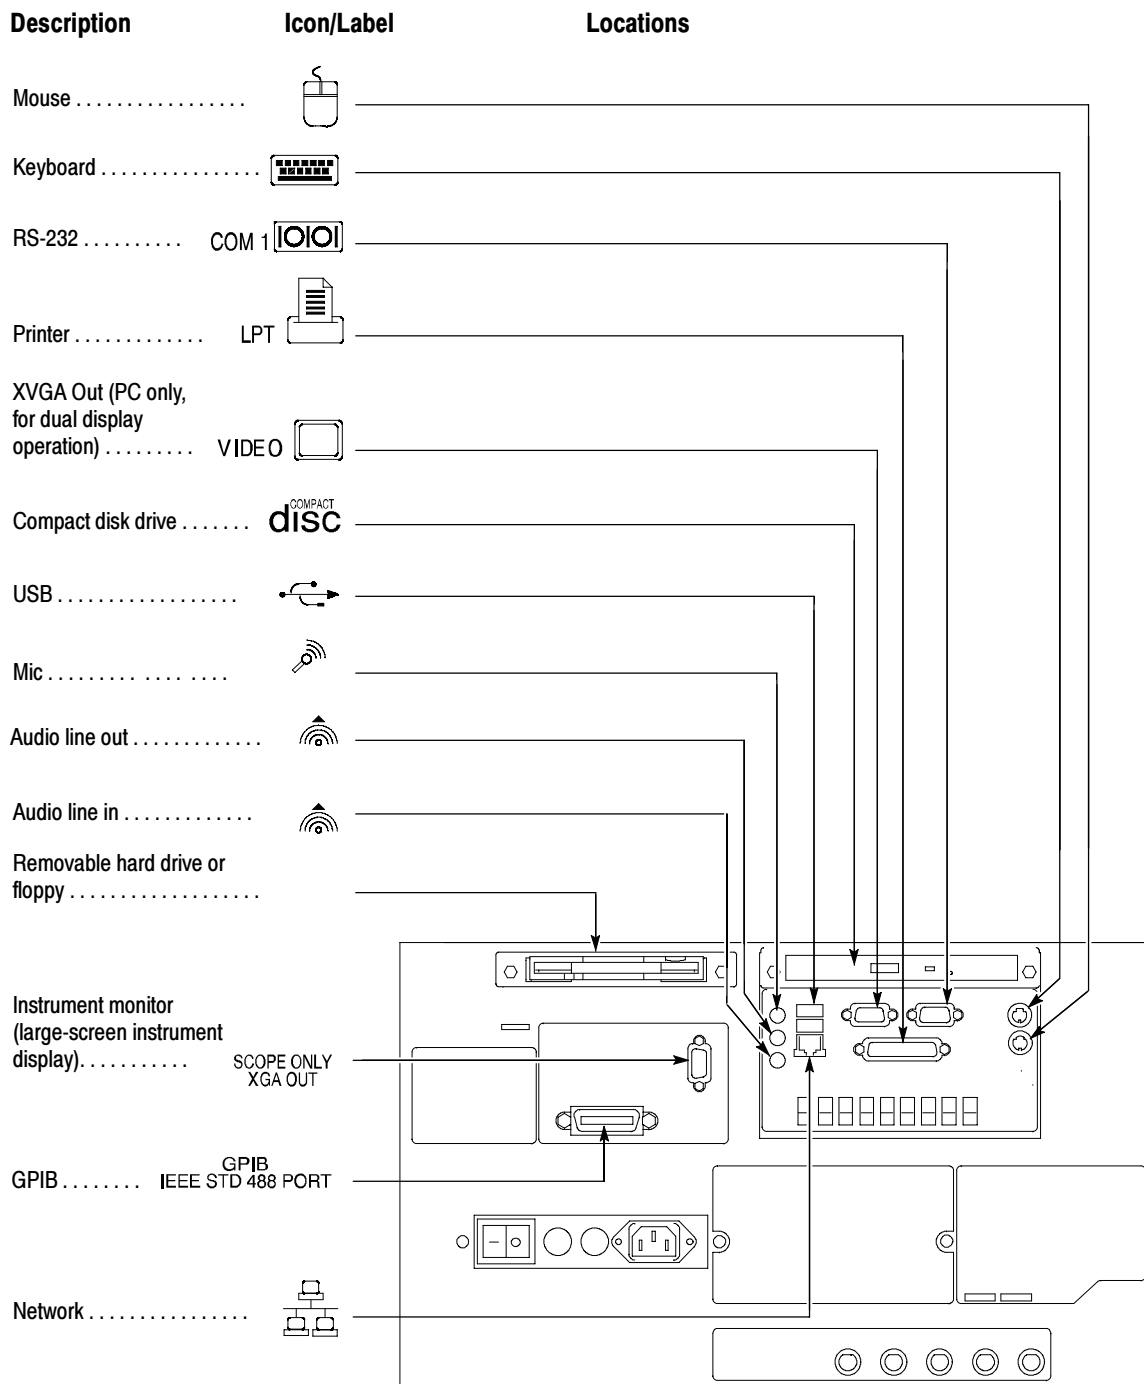 Description Icon/Label Locations
Mouse . . . . . . . . . . . . . . . . .
Keyboard . . . . . . . . . . . . . . . .
RS-232 . . . . . . . . . . COM 1 IOIOI
Printer . . . . . . . . . . . . . LPT
XVGA Out (PC only,
for dual display
operation) . . . . . . . . . VIDEO
Compact disk drive . . . . . . . COMPACT disc
USB . . . . . . . . . . . . . . . . . .
Mic . . . . . . . . . . . . . . . . .
Audio line out . . . . . . . . . . . . .
Audio line in . . . . . . . . . . . . .
Removable hard drive or
floppy . . . . . . . . . . . . . . . . . . .
Instrument monitor
(large-screen instrument
display). . . . . . . . . . . SCOPE ONLY
XGA OUT
GPIB
GPIB . . . . . . . . IEEE STD 488 PORT
Network . . . . . . . . . . . . . . . .